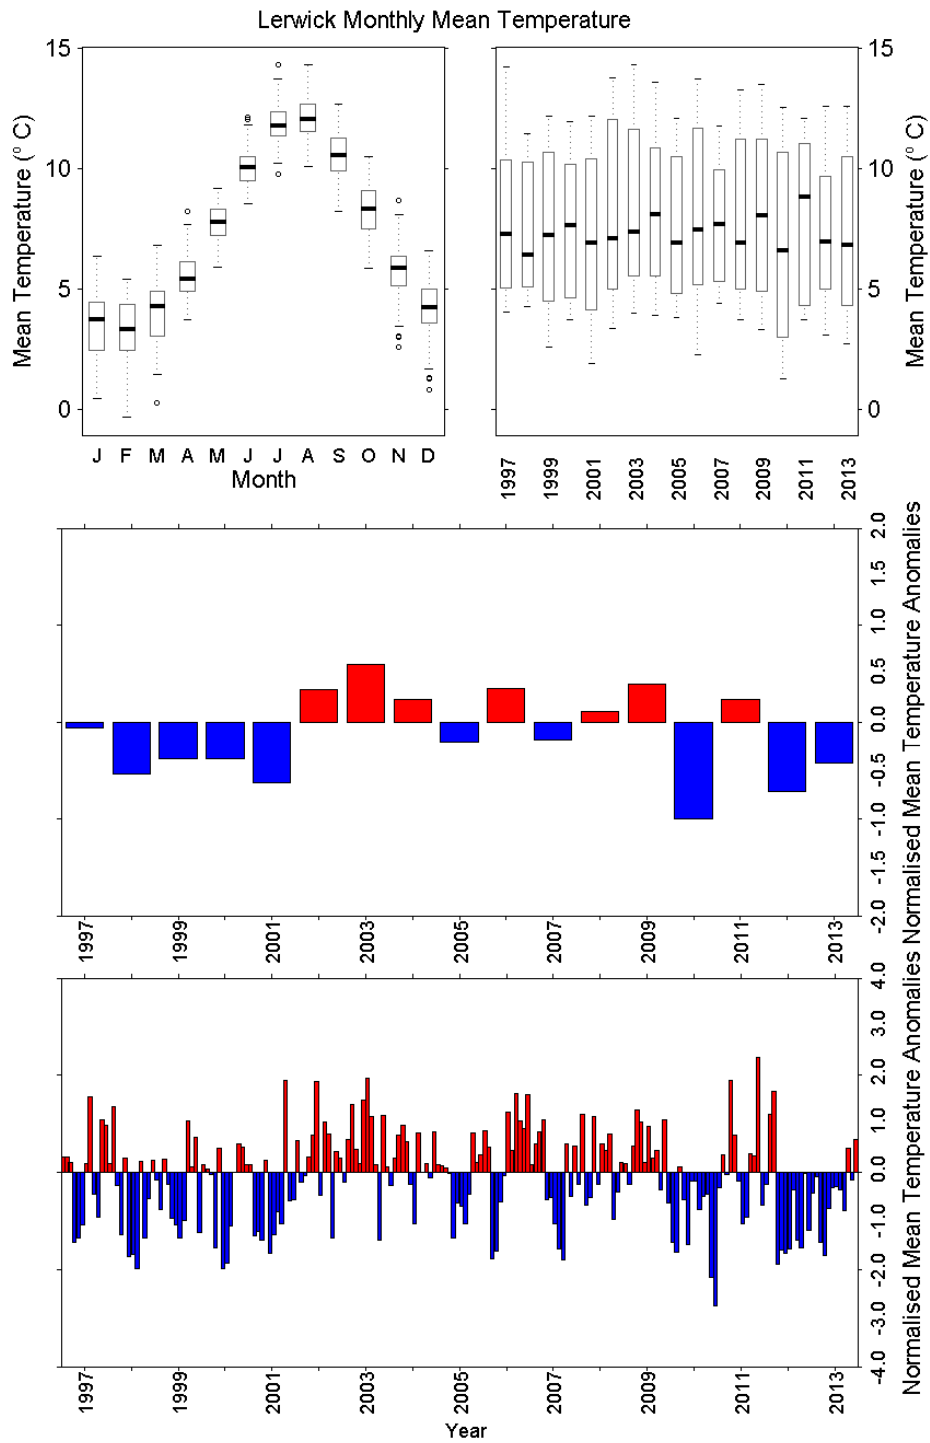 Lerwick Monthly Mean Temperature
Mean Temperature (° C)
15
10
5
0
J F M A M J J A S O N D
Month
15
10
5
0
Mean Temperature (° C)
1997 1999 2001 2003 2005 2007 2009 2011 2013
2.0
1.5
1.0
0.5
0.0
-0.5
-1.0
-1.5
-2.0
Normalised Mean Temperature Anomalies
1997 1999 2001 2003 2005 2007 2009 2011 2013
4.0
3.0
2.0
1.0
0.0
-1.0
-2.0
-3.0
-4.0
Normalised Mean Temperature Anomalies
1997 1999 2001 2003 2005 2007 2009 2011 2013
Year